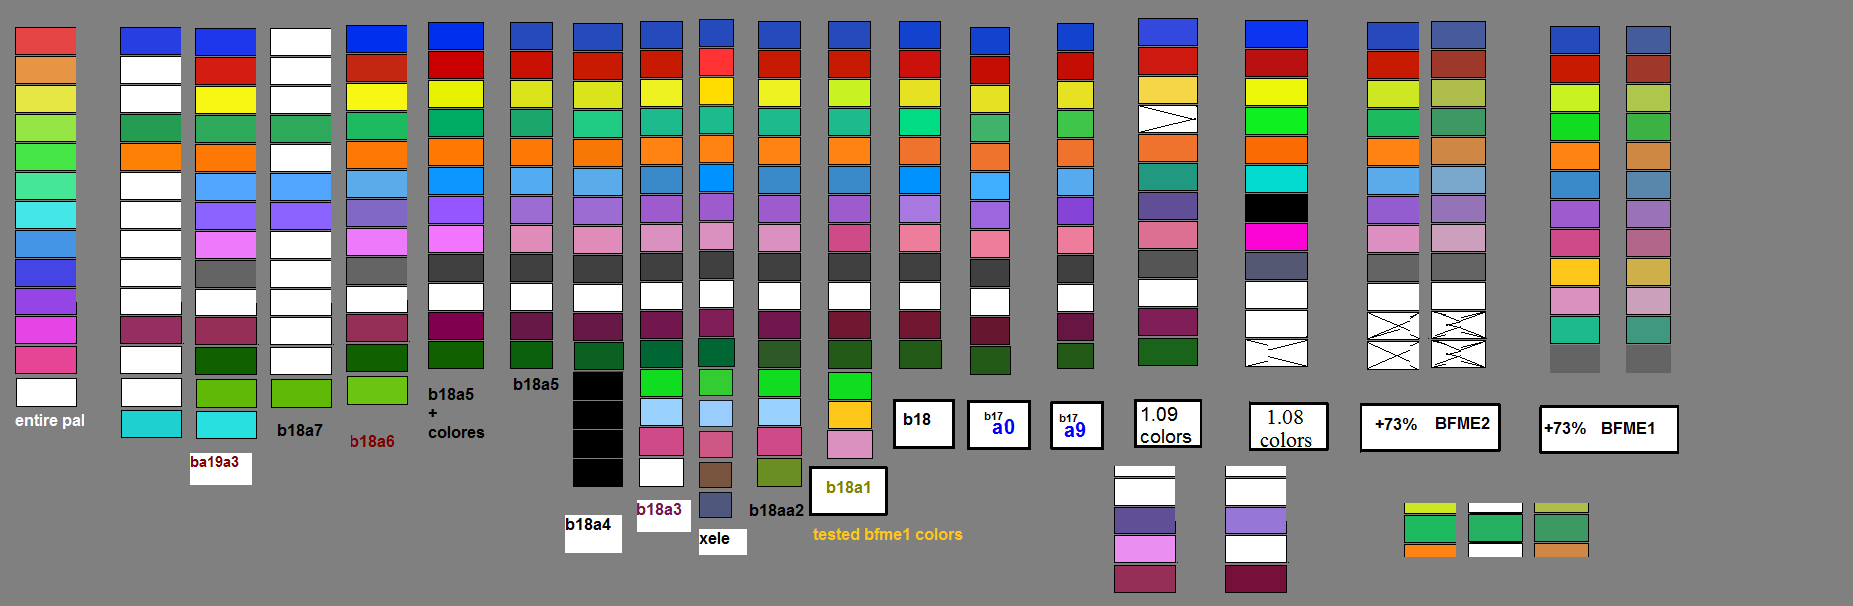 entire pal
ba19a3
b18a7
b18a6
b18a5
+
colores
b18a5
b18a4
b18a3
xele
b18aa2
b18a1
tested bfme1 colors
b18
b17
a0
b17
a9
1.09
colors
1.08
colors
+73% BFME2
+73% BFME1